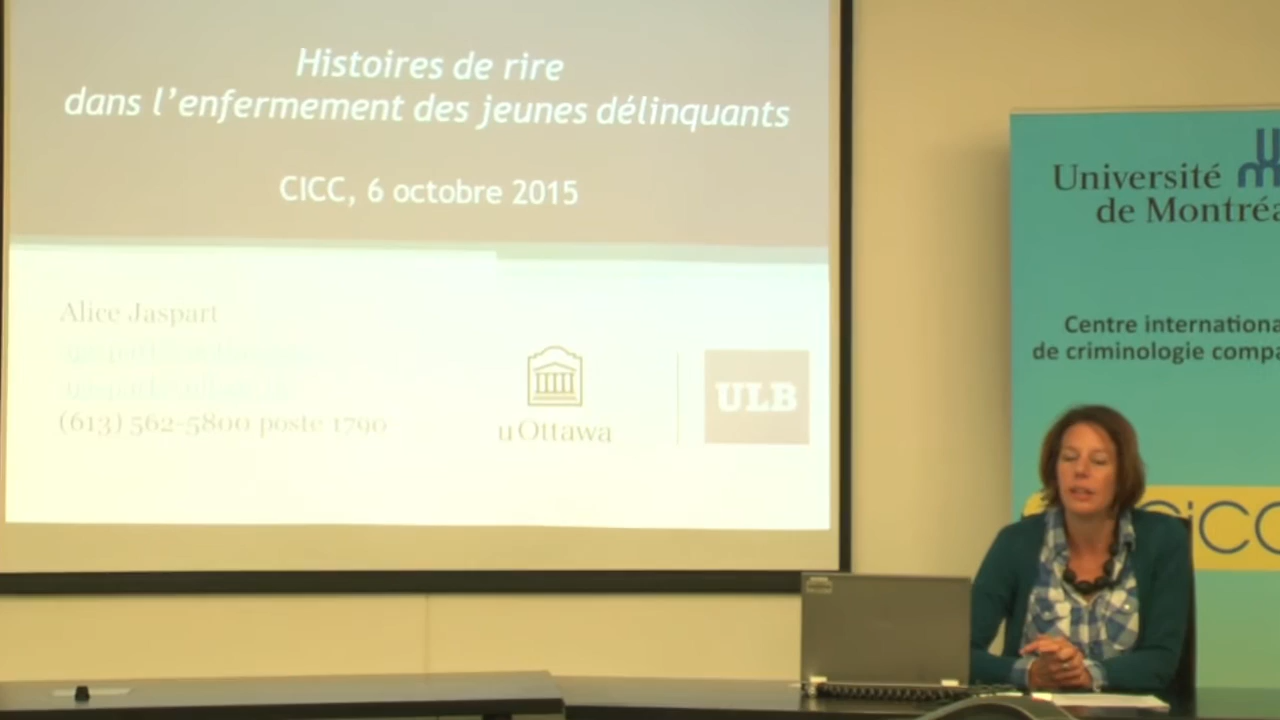 Histoires de rire
dans l'enfermement des jeunes délinquants
CICC, 6 octobre 2015
Alice Jaspart
(613) 562-5800 poste 1790
uOttawa
ULB
Université
de Montréa
Centre internationa
de criminologie compa
CiCC